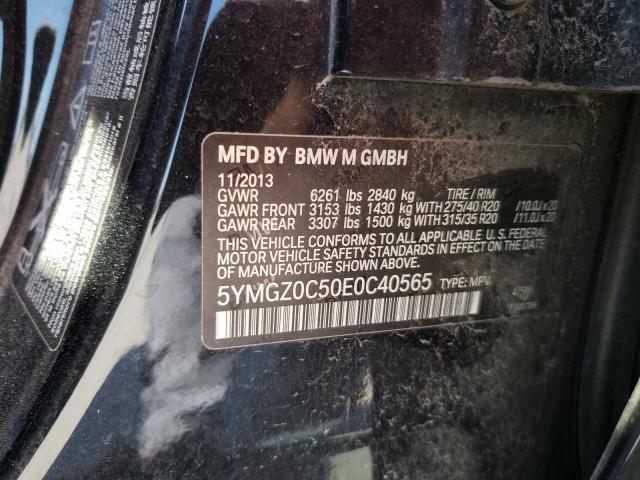 MFD BY BMW M GMBH
11/2013
GVWR 6261 lbs 2840 kg TIRE / RIM
GAWR FRONT 3153 lbs 1430 kg WITH 275/40 R20 /10.0J x 20
GAWR REAR 3307 lbs 1500 kg WITH 315/35 R20 /11.0J x 20
THIS VEHICLE CONFORMS TO ALL APPLICABLE FEDERAL
MOTOR VEHICLE SAFETY STANDARDS IN EFFECT ON THE
DATE OF MANUFACTURE SHOWN ABOVE.
5YMGZ0C50E0C40565 TYPE: MPV